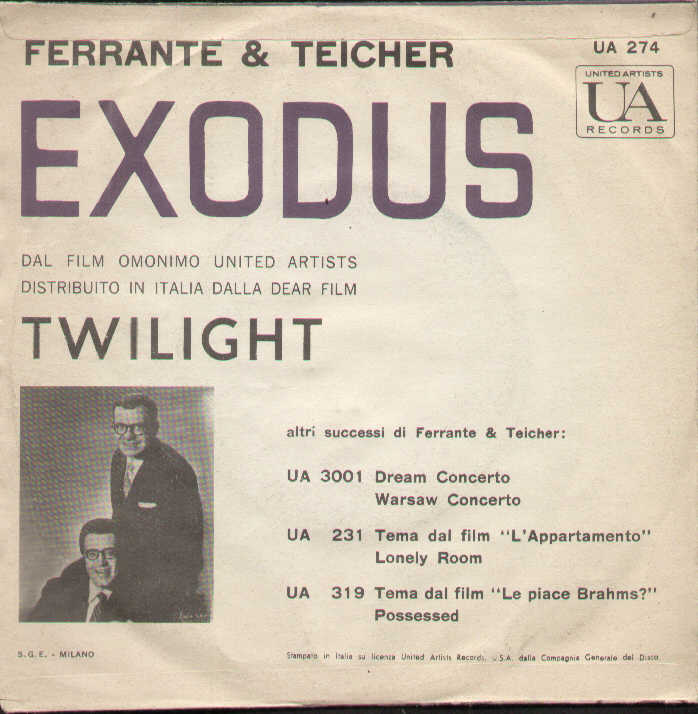 FERRANTE & TEICHER
UA 274
UNITED ARTISTS
UA
RECORDS
EXODUS
DAL FILM OMONIMO UNITED ARTISTS
DISTRIBUITO IN ITALIA DALLA DEAR FILM
TWILIGHT
altri successi di Ferrante & Teicher:
UA 3001 Dream Concerto
Warsaw Concerto
UA 231 Tema dal film "L'Appartamento"
Lonely Room
UA 319 Tema dal film "Le piace Brahms?"
Possessed
S.G.E. - MILANO
Stampato in Italia su licenza United Artists Records, U.S.A. dalla Compagnia Generale del Disco.